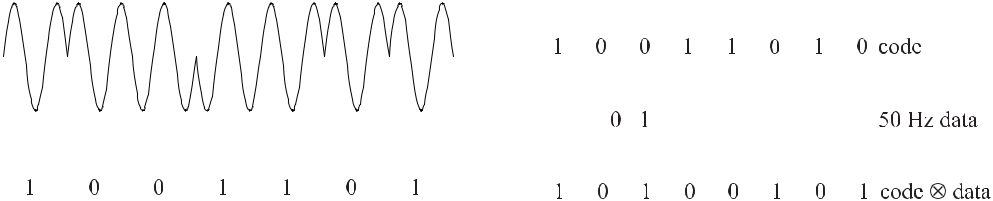 1 0 0 1 1 0 1 0 code
0 1 50 Hz data
1 0 0 1 1 0 1
1 0 1 0 0 1 0 1 code ⊗ data